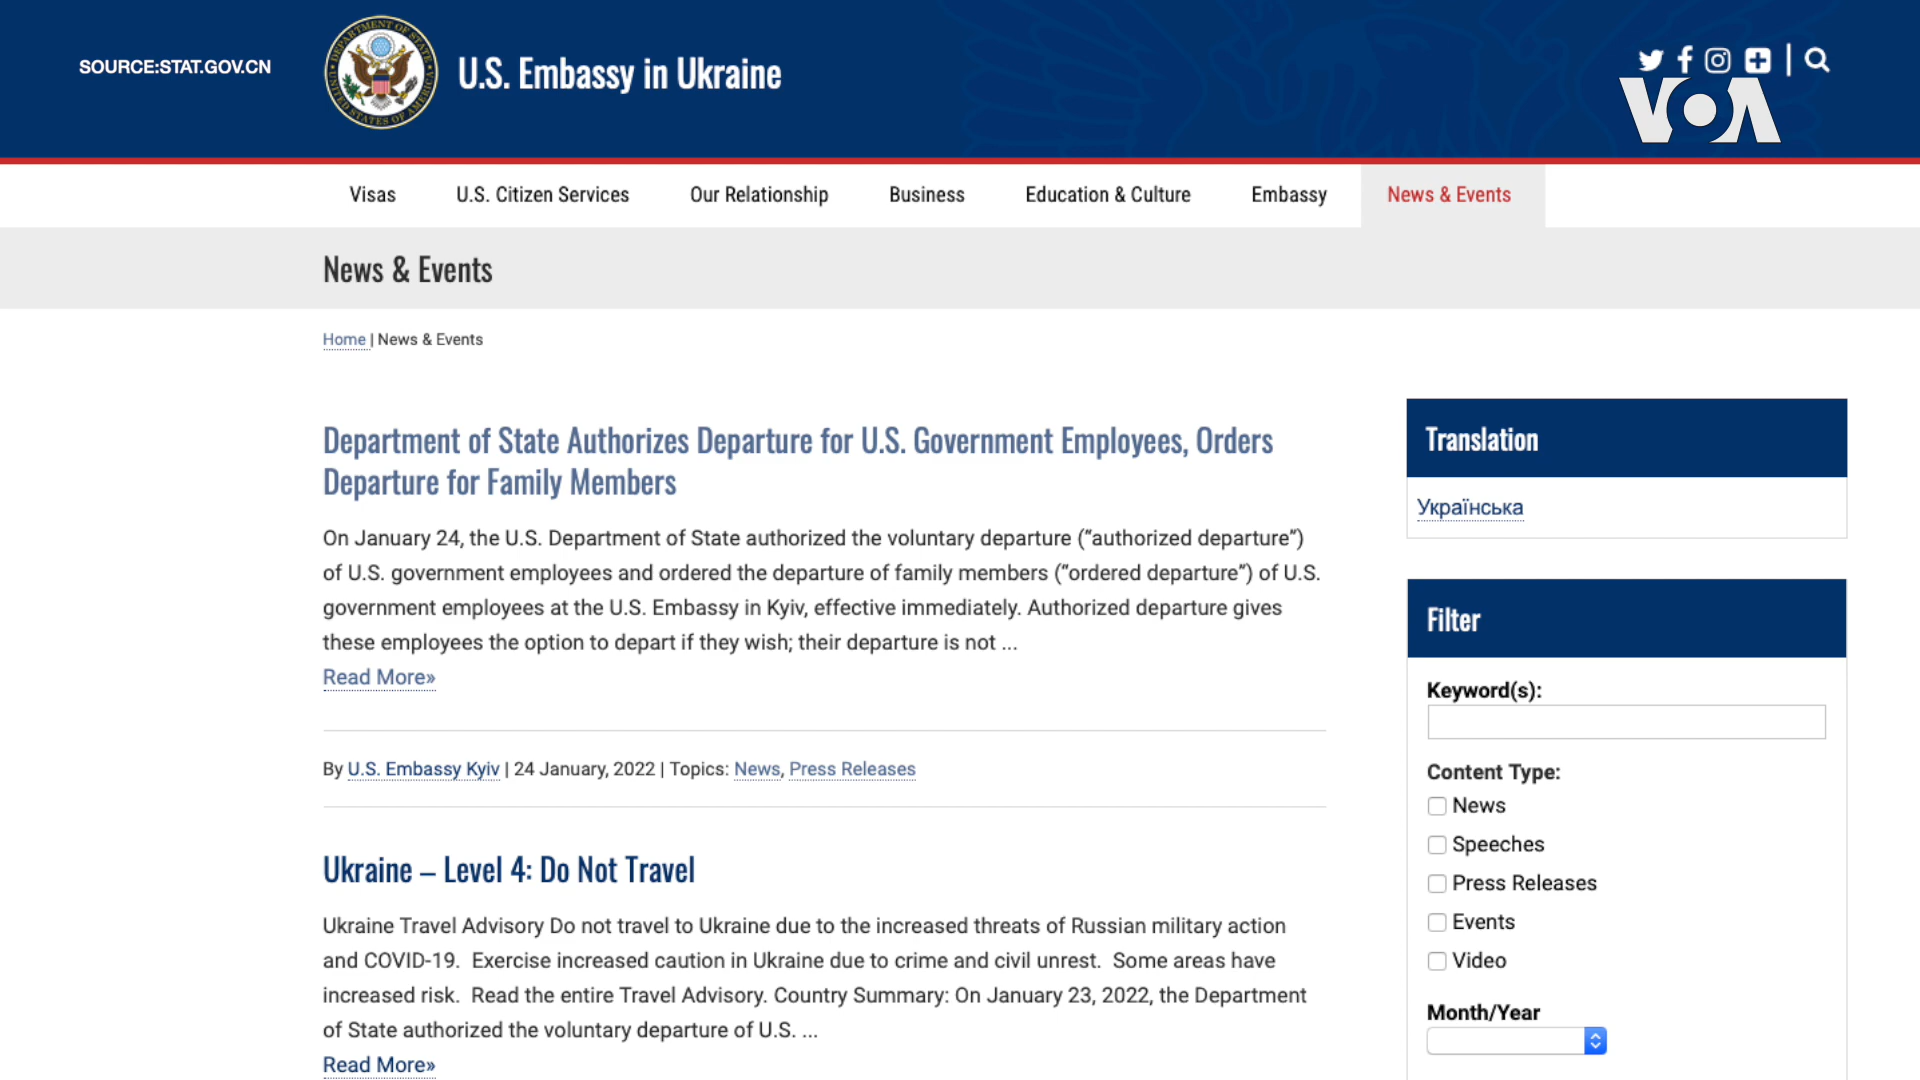 SOURCE:STAT.GOV.CN
U.S. Embassy in Ukraine
VOA
Visas
U.S. Citizen Services
Our Relationship
Business
Education & Culture
Embassy
News & Events
News & Events
Home | News & Events
Department of State Authorizes Departure for U.S. Government Employees, Orders
Departure for Family Members
On January 24, the U.S. Department of State authorized the voluntary departure (“authorized departure”)
of U.S. government employees and ordered the departure of family members (“ordered departure”) of U.S.
government employees at the U.S. Embassy in Kyiv, effective immediately. Authorized departure gives
these employees the option to depart if they wish; their departure is not ...
Read More»
By U.S. Embassy Kyiv | 24 January, 2022 | Topics: News, Press Releases
Ukraine – Level 4: Do Not Travel
Ukraine Travel Advisory Do not travel to Ukraine due to the increased threats of Russian military action
and COVID-19.  Exercise increased caution in Ukraine due to crime and civil unrest.  Some areas have
increased risk.  Read the entire Travel Advisory. Country Summary: On January 23, 2022, the Department
of State authorized the voluntary departure of U.S. ...
Read More»
Translation
Українська
Filter
Keyword(s):
Content Type:
News
Speeches
Press Releases
Events
Video
Month/Year
DEPARTMENT OF STATE
UNITED STATES OF AMERICA